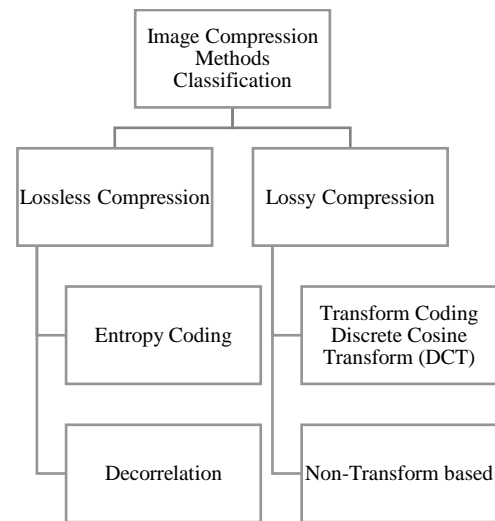 Image Compression
Methods
Classification
Lossless Compression
Lossy Compression
Entropy Coding
Transform Coding
Discrete Cosine
Transform (DCT)
Decorrelation
Non-Transform based